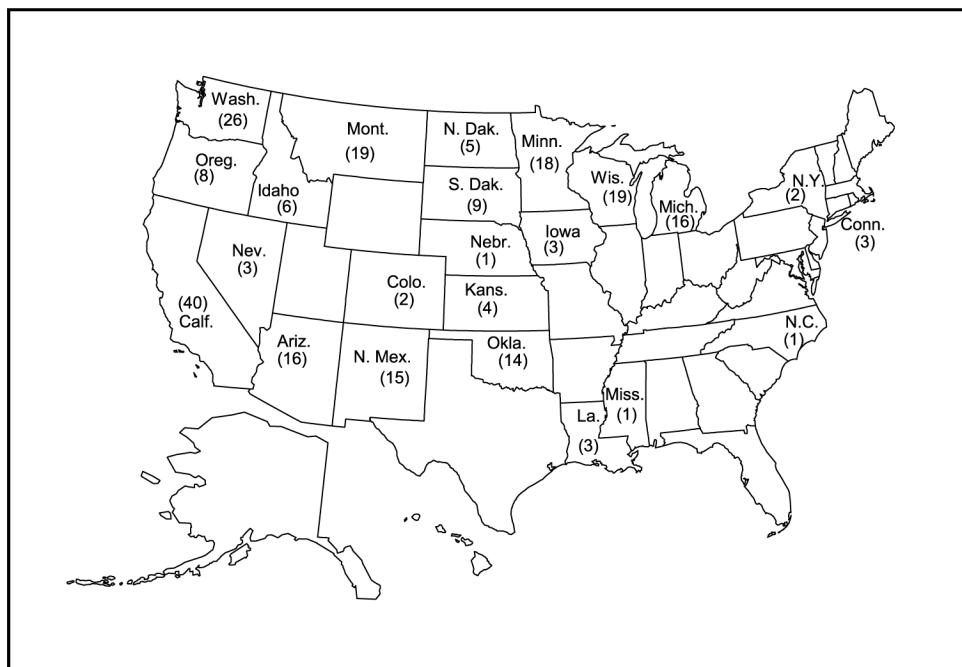 Wash.
(26)
Mont.
(19)
N. Dak.
(5)
Minn.
(18)
Oreg.
(8)
Idaho
(6)
S. Dak.
(9)
Wis.
(19)
Mich.
(16)
N.Y.
(2)
Conn.
(3)
Nev.
(3)
Nebr.
(1)
Iowa
(3)
(40)
Calf.
Colo.
(2)
Kans.
(4)
Ariz.
(16)
N. Mex.
(15)
Okla.
(14)
N.C.
(1)
Miss.
(1)
La.
(3)